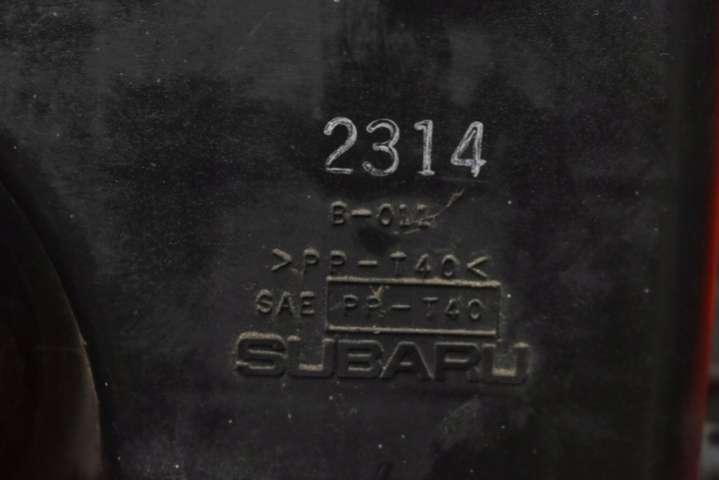 2314
>PP-T40<
SAE PP-T40
SUBARU